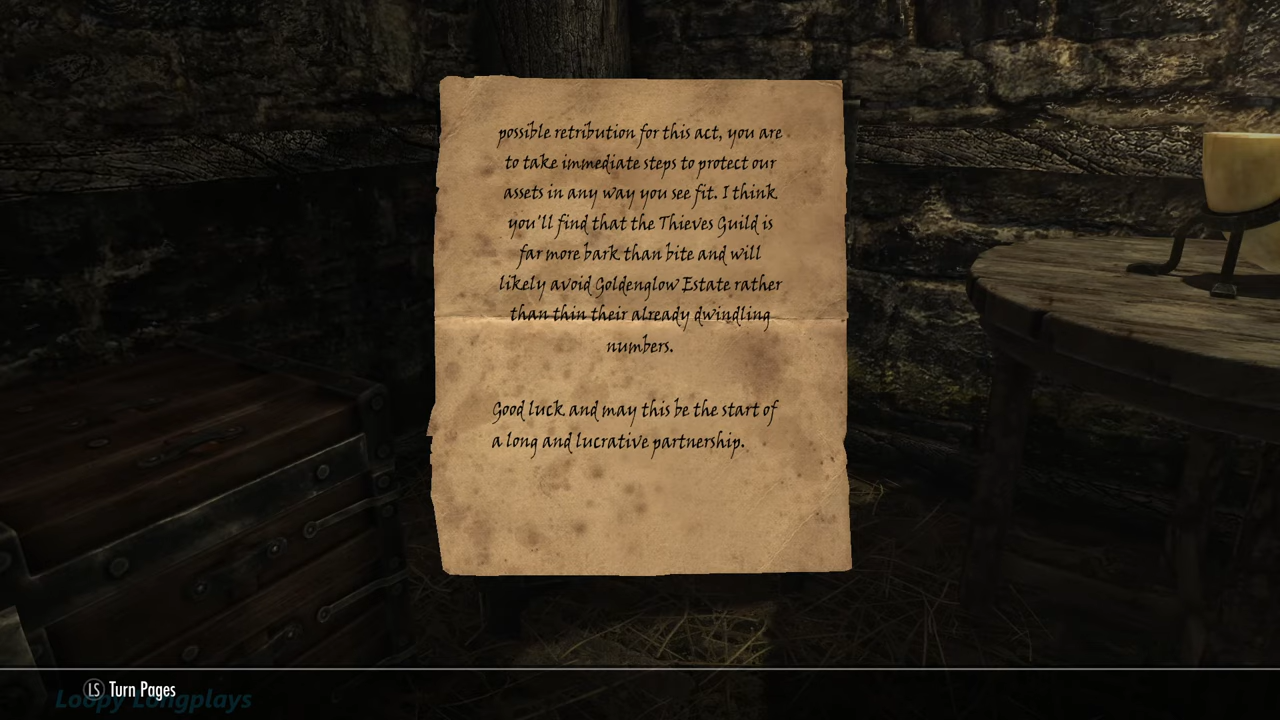 possible retribution for this act, you are
to take immediate steps to protect our
assets in any way you see fit. I think
you'll find that the Thieves Guild is
far more bark than bite and will
likely avoid Goldenglow Estate rather
than thin their already dwindling
numbers.
Good luck and may this be the start of
a long and lucrative partnership.
LS Turn Pages
Loopy Longplays